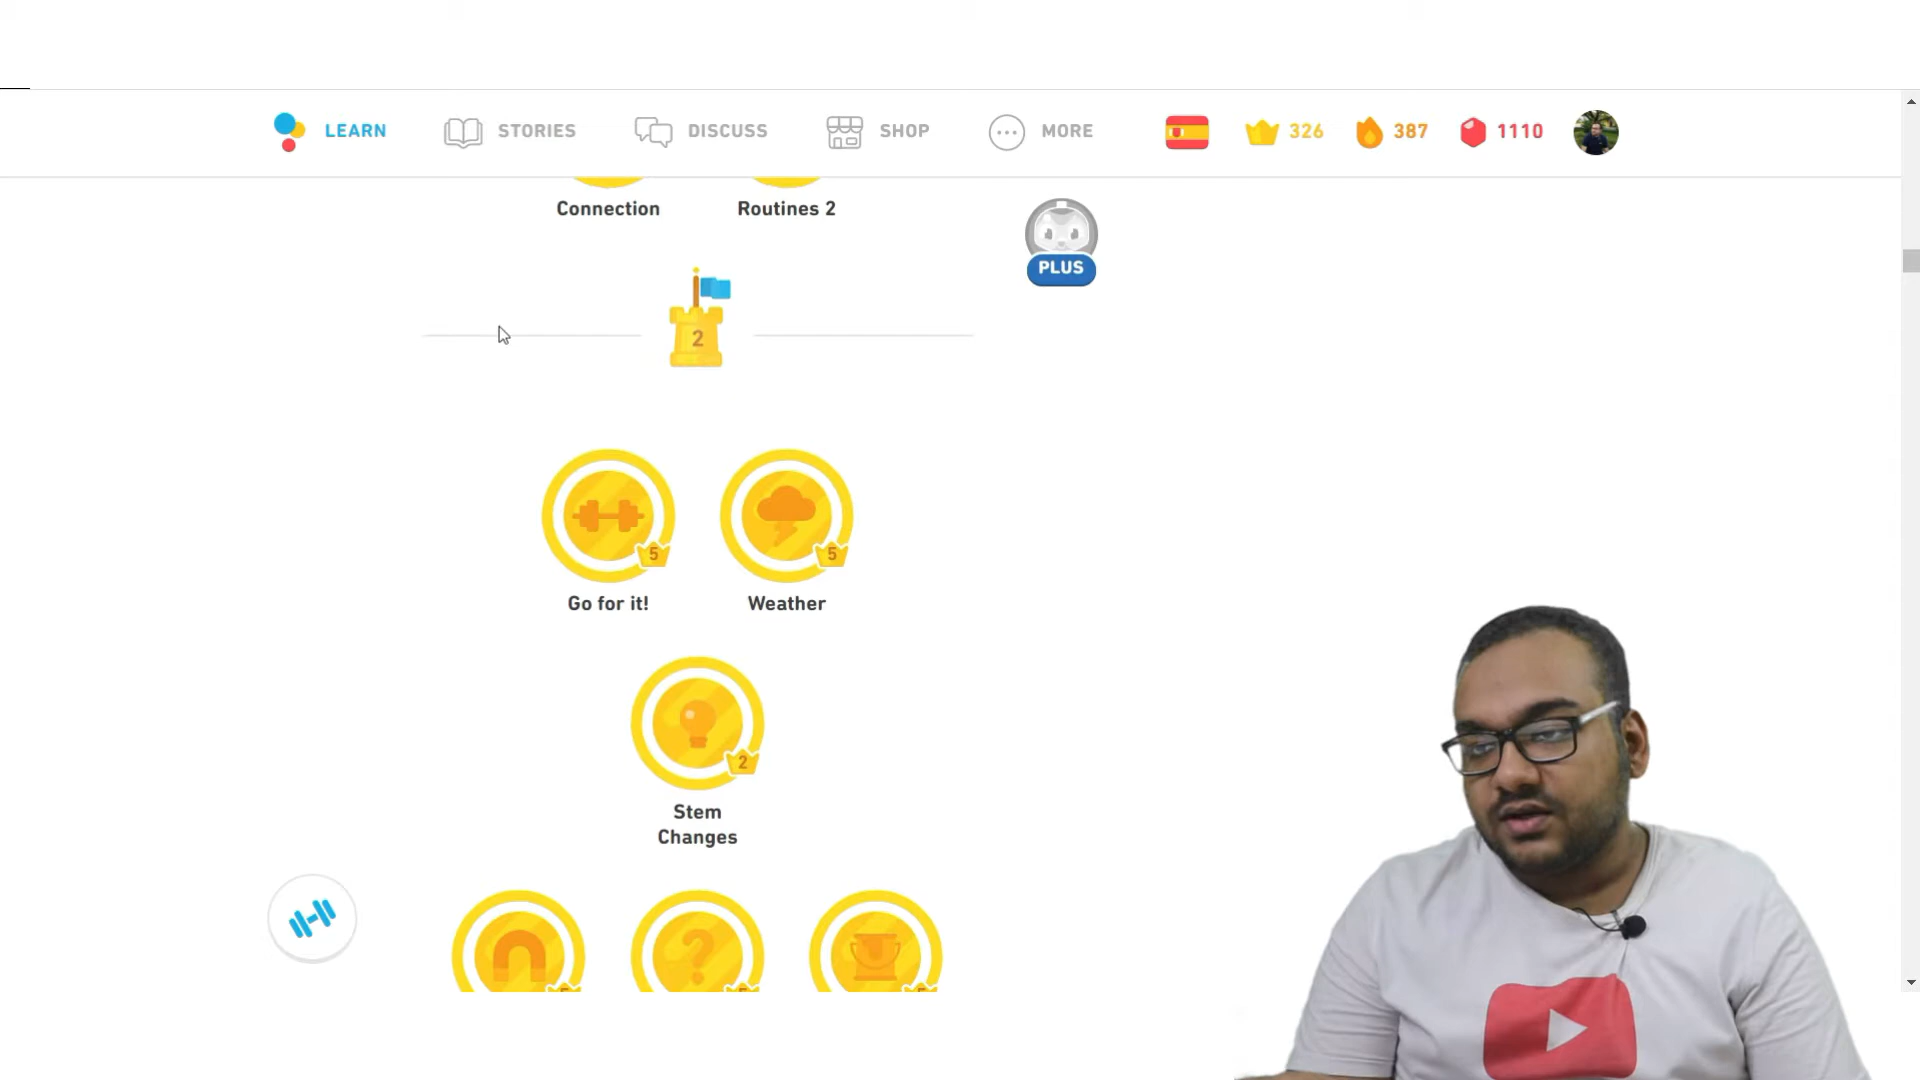 LEARN
STORIES
DISCUSS
SHOP
MORE
326
387
1110
Connection
Routines 2
PLUS
2
5
5
Go for it!
Weather
2
Stem
Changes
?